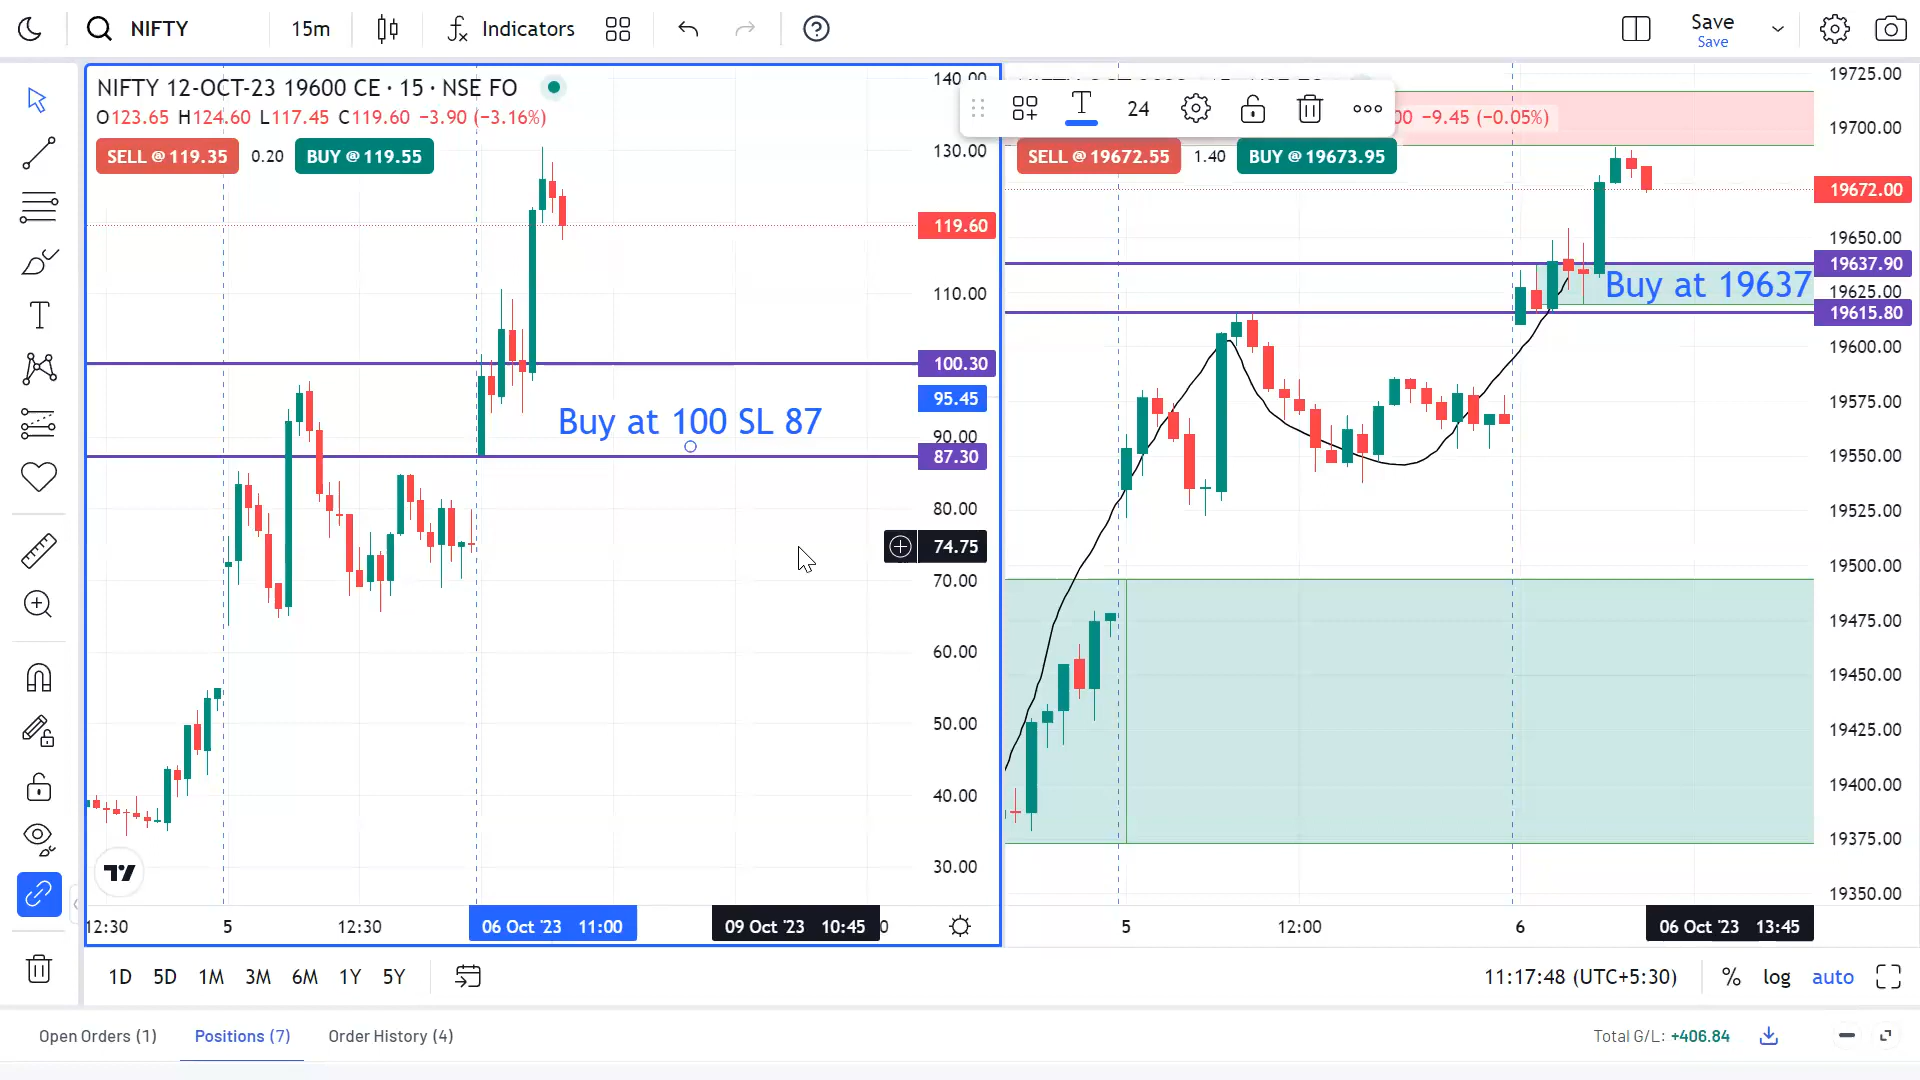 NIFTY 15m Indicators Save
Save
NIFTY 12-OCT-23 19600 CE · 15 · NSE FO
O123.65 H124.60 L117.45 C119.60 −3.90 (−3.16%)
SELL @ 119.35 0.20 BUY @ 119.55
24
00 −9.45 (−0.05%)
SELL @ 19672.55 1.40 BUY @ 19673.95
140.00
130.00
119.60
110.00
100.30
95.45
90.00
87.30
80.00
74.75
70.00
60.00
50.00
40.00
30.00
Buy at 100 SL 87
Buy at 19637
19725.00
19700.00
19672.00
19650.00
19637.90
19625.00
19615.80
19600.00
19575.00
19550.00
19525.00
19500.00
19475.00
19450.00
19425.00
19400.00
19375.00
19350.00
12:30 5 12:30 06 Oct '23 11:00 09 Oct '23 10:45 0
5 12:00 6 06 Oct '23 13:45
1D 5D 1M 3M 6M 1Y 5Y 11:17:48 (UTC+5:30) % log auto
Open Orders (1) Positions (7) Order History (4) Total G/L: +406.84